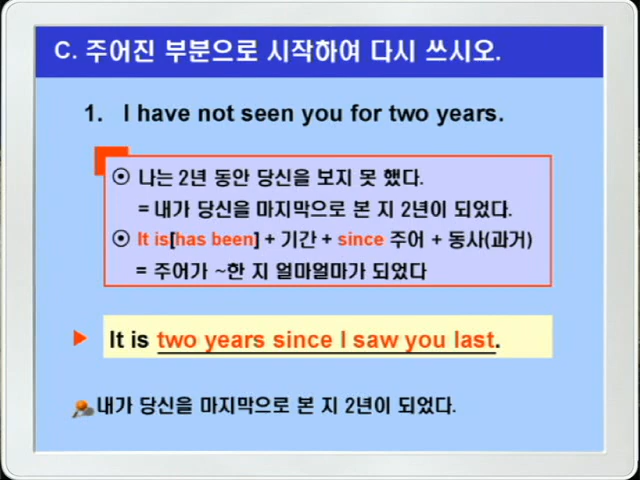 C. 주어진 부분으로 시작하여 다시 쓰시오.
1. I have not seen you for two years.
⊙ 나는 2년 동안 당신을 보지 못 했다.
= 내가 당신을 마지막으로 본 지 2년이 되었다.
⊙ It is[has been] + 기간 + since 주어 + 동사(과거)
= 주어가 ~한 지 얼마얼마가 되었다
▶ It is two years since I saw you last.
내가 당신을 마지막으로 본 지 2년이 되었다.